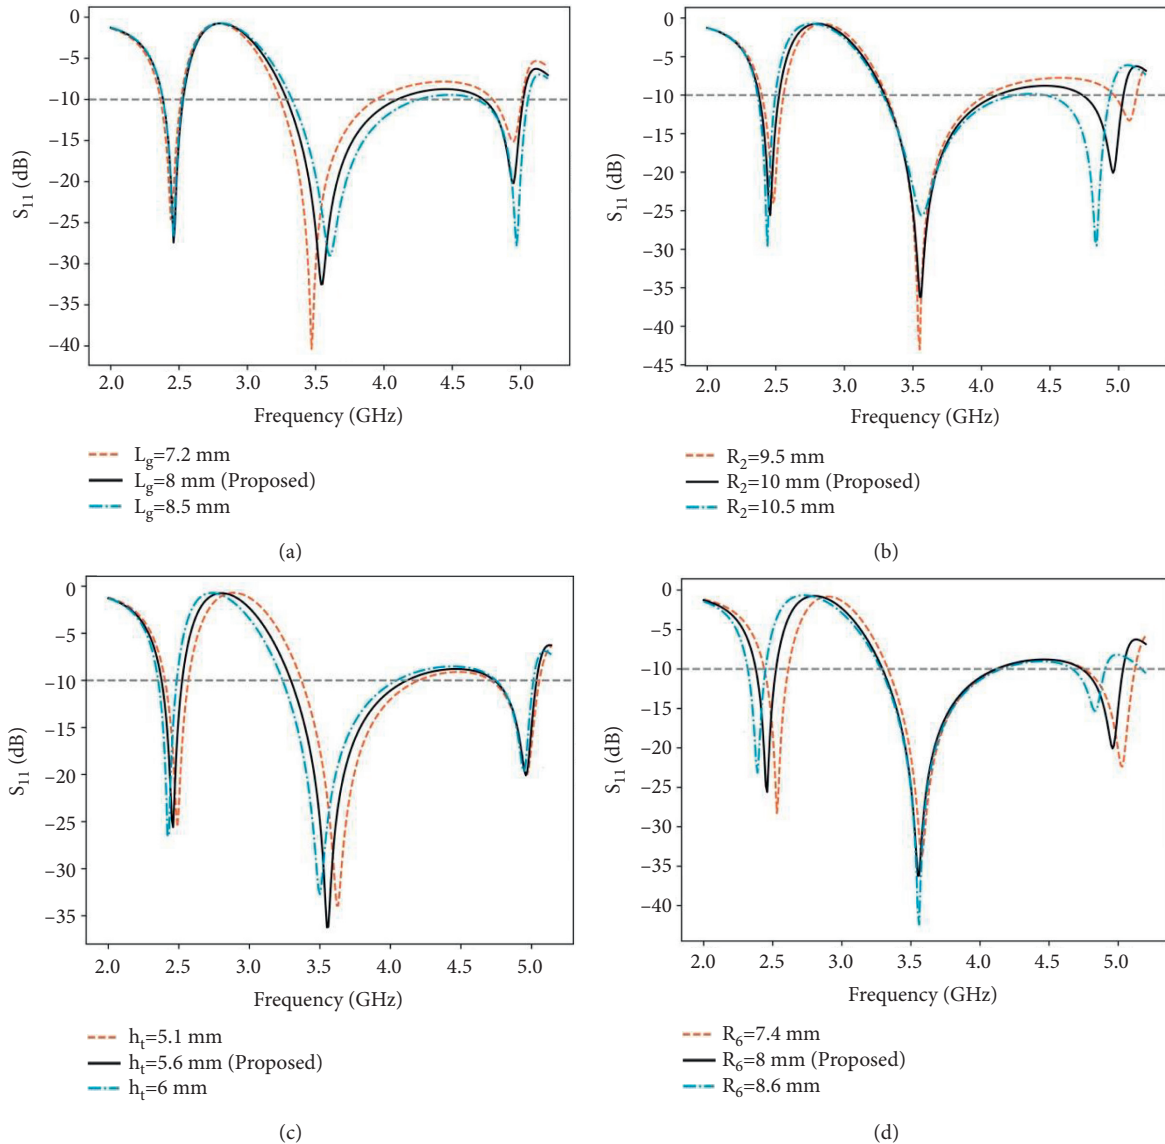 0
−5
−10
−15
−20
−25
−30
−35
−40
S11 (dB)
2.0 2.5 3.0 3.5 4.0 4.5 5.0
Frequency (GHz)
Lg=7.2 mm
Lg=8 mm (Proposed)
Lg=8.5 mm
(a)
0
−5
−10
−15
−20
−25
−30
−35
−40
−45
S11 (dB)
2.0 2.5 3.0 3.5 4.0 4.5 5.0
Frequency (GHz)
R2=9.5 mm
R2=10 mm (Proposed)
R2=10.5 mm
(b)
0
−5
−10
−15
−20
−25
−30
−35
S11 (dB)
2.0 2.5 3.0 3.5 4.0 4.5 5.0
Frequency (GHz)
ht=5.1 mm
ht=5.6 mm (Proposed)
ht=6 mm
(c)
0
−5
−10
−15
−20
−25
−30
−35
−40
S11 (dB)
2.0 2.5 3.0 3.5 4.0 4.5 5.0
Frequency (GHz)
R6=7.4 mm
R6=8 mm (Proposed)
R6=8.6 mm
(d)